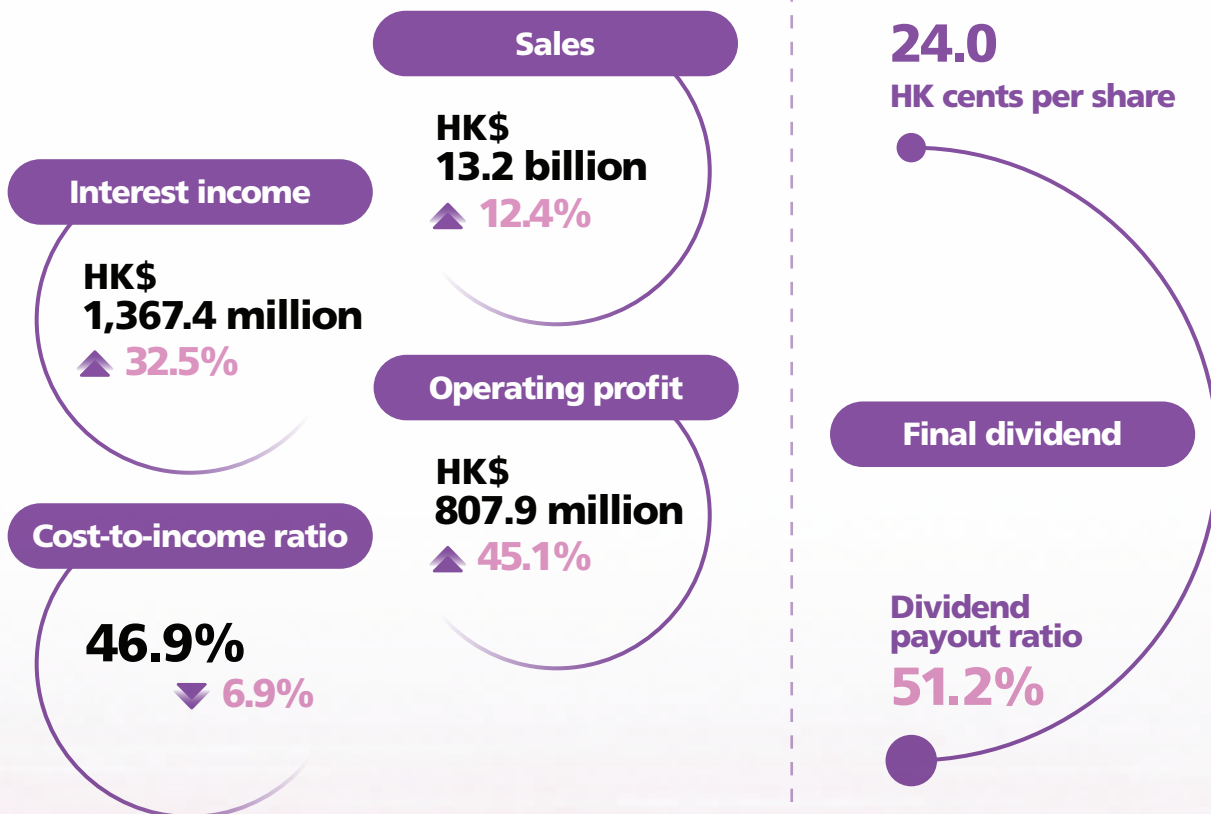 Interest income
HK$
1,367.4 million
32.5%
Cost-to-income ratio
46.9%
6.9%
Sales
HK$
13.2 billion
12.4%
Operating profit
HK$
807.9 million
45.1%
24.0
HK cents per share
Final dividend
Dividend
payout ratio
51.2%